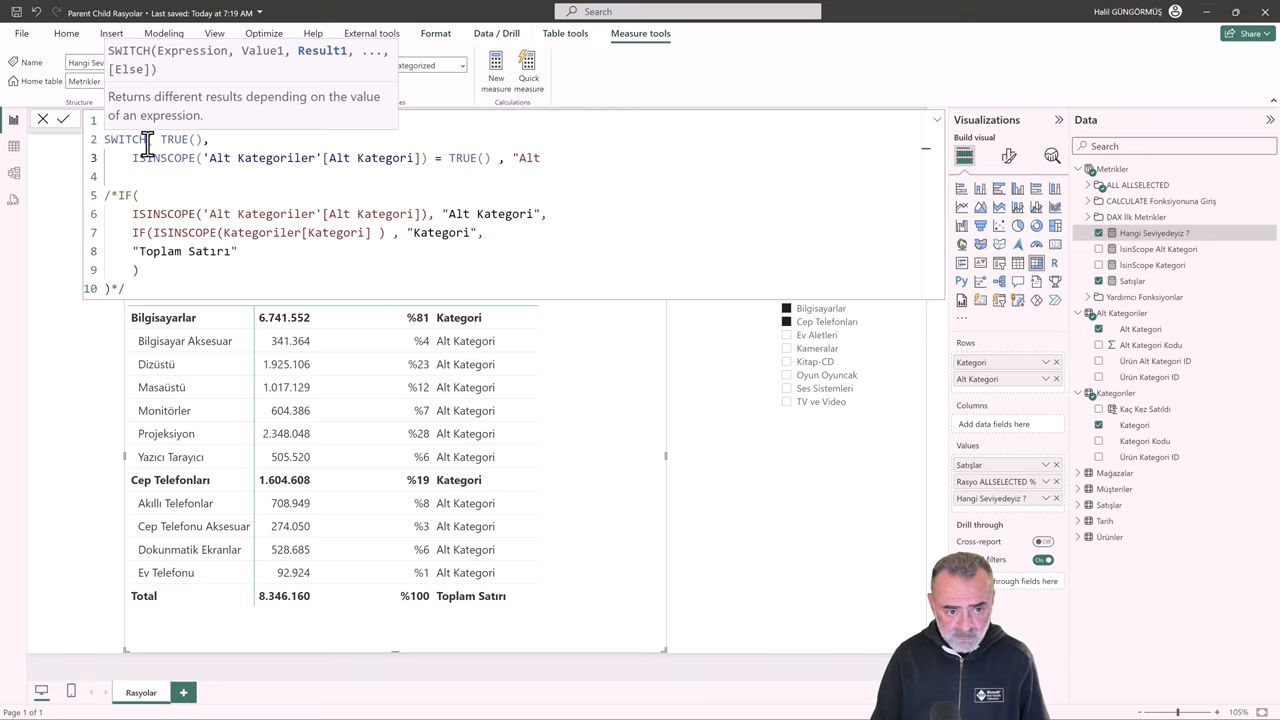 Parent Child Rasyolar • Last saved: Today at 7:19 AM
Search
Halil GÜNGÖRMÜŞ
File Home Insert Modeling View Optimize External tools Format Data / Drill Table tools Measure tools
Share
Name
Home table Metrikler
Structure
SWITCH(Expression, Value1, Result1, ...,
[Else])
Returns different results depending on the value
of an expression.
New
measure
Quick
measure
Calculations
1
2 SWITCH( TRUE(),
3 ISINSCOPE('Alt Kategoriler'[Alt Kategori]) = TRUE() , "Alt
4
5 /*IF(
6 ISINSCOPE('Alt Kategoriler'[Alt Kategori]), "Alt Kategori",
7 IF(ISINSCOPE(Kategoriler[Kategori] ) , "Kategori",
8 "Toplam Satırı"
9 )
10 )*/
Bilgisayarlar 6.741.552 %81 Kategori
Bilgisayar Aksesuar 341.364 %4 Alt Kategori
Dizüstü 1.925.106 %23 Alt Kategori
Masaüstü 1.017.129 %12 Alt Kategori
Monitörler 604.386 %7 Alt Kategori
Projeksiyon 2.348.048 %28 Alt Kategori
Yazıcı Tarayıcı 505.520 %6 Alt Kategori
Cep Telefonları 1.604.608 %19 Kategori
Akıllı Telefonlar 708.949 %8 Alt Kategori
Cep Telefonu Aksesuar 274.050 %3 Alt Kategori
Dokunmatik Ekranlar 528.685 %6 Alt Kategori
Ev Telefonu 92.924 %1 Alt Kategori
Total 8.346.160 %100 Toplam Satırı
Bilgisayarlar
Cep Telefonları
Ev Aletleri
Kameralar
Kitap-CD
Oyun Oyuncak
Ses Sistemleri
TV ve Video
Visualizations
Build visual
Rows
Kategori
Alt Kategori
Columns
Add data fields here
Values
Satışlar
Rasyo ALLSELECTED %
Hangi Seviyedeyiz ?
Drill through
Cross-report
Off
filters
On
through fields here
Data
Search
Metrikler
ALL ALLSELECTED
CALCULATE Fonksiyonuna Giriş
DAX İlk Metrikler
Hangi Seviyedeyiz ?
İsinScope Alt Kategori
İsinScope Kategori
Satışlar
Yardımcı Fonksiyonlar
Alt Kategoriler
Alt Kategori
Alt Kategori Kodu
Ürün Alt Kategori ID
Ürün Kategori ID
Kategoriler
Kaç Kez Satıldı
Kategori
Kategori Kodu
Ürün Kategori ID
Mağazalar
Müşteriler
Satışlar
Tarih
Ürünler
Rasyolar
Page 1 of 1
105%